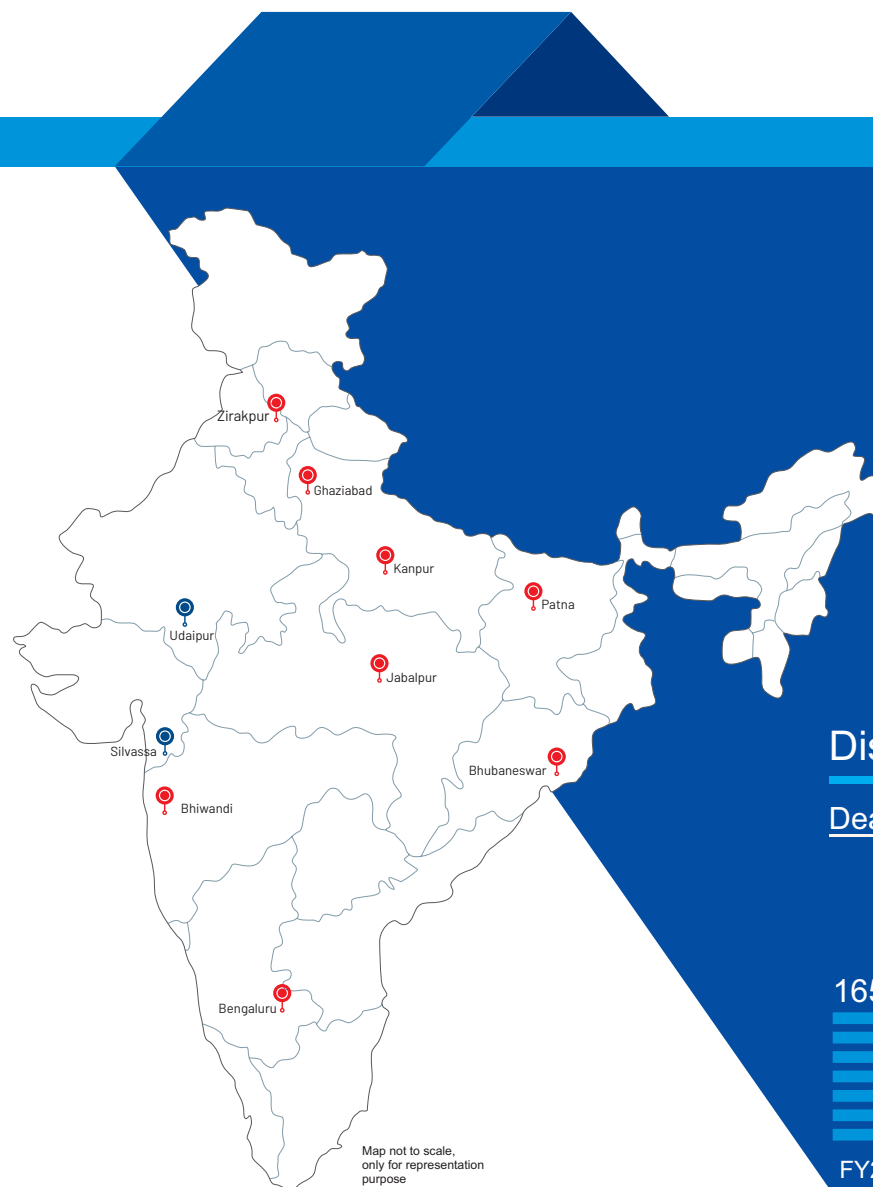 Zirakpur
Ghaziabad
Kanpur
Patna
Udaipur
Jabalpur
Silvassa
Bhubaneswar
Bhiwandi
Bengaluru
Map not to scale,
only for representation
purpose